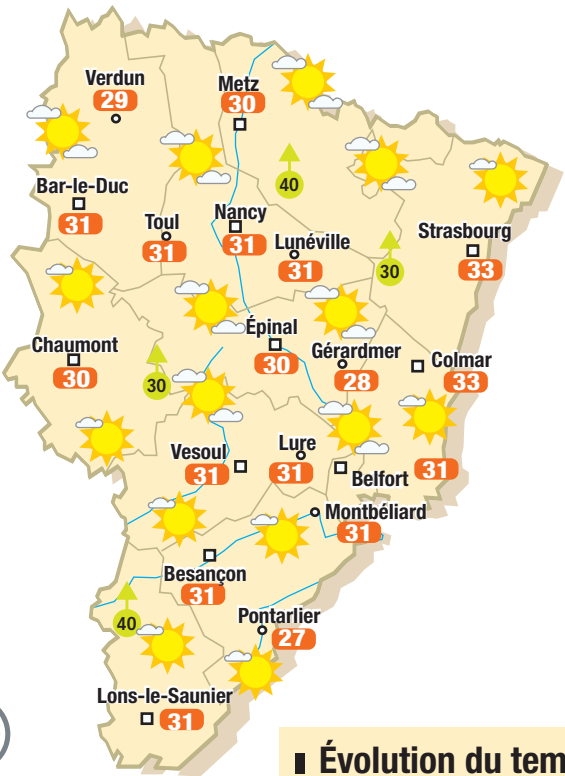 Verdun
29
Metz
30
40
Bar-le-Duc
31
Toul
31
Nancy
31
Lunéville
31
30
Strasbourg
33
Chaumont
30
30
Épinal
30
Gérardmer
28
Colmar
33
Vesoul
31
Lure
31
Belfort
31
Montbéliard
31
Besançon
31
40
Pontarlier
27
Lons-le-Saunier
31
Évolution du tem